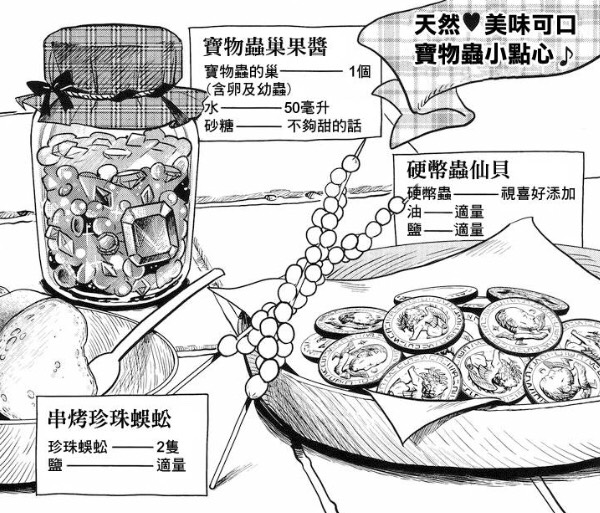 天然♥美味可口
寶物蟲小點心♪
寶物蟲巢果醬
寶物蟲的巢———1個
(含卵及幼蟲)
水———50毫升
砂糖——不夠甜的話
硬幣蟲仙貝
硬幣蟲——視喜好添加
油——適量
鹽——適量
串烤珍珠蜈蚣
珍珠蜈蚣——2隻
鹽———適量